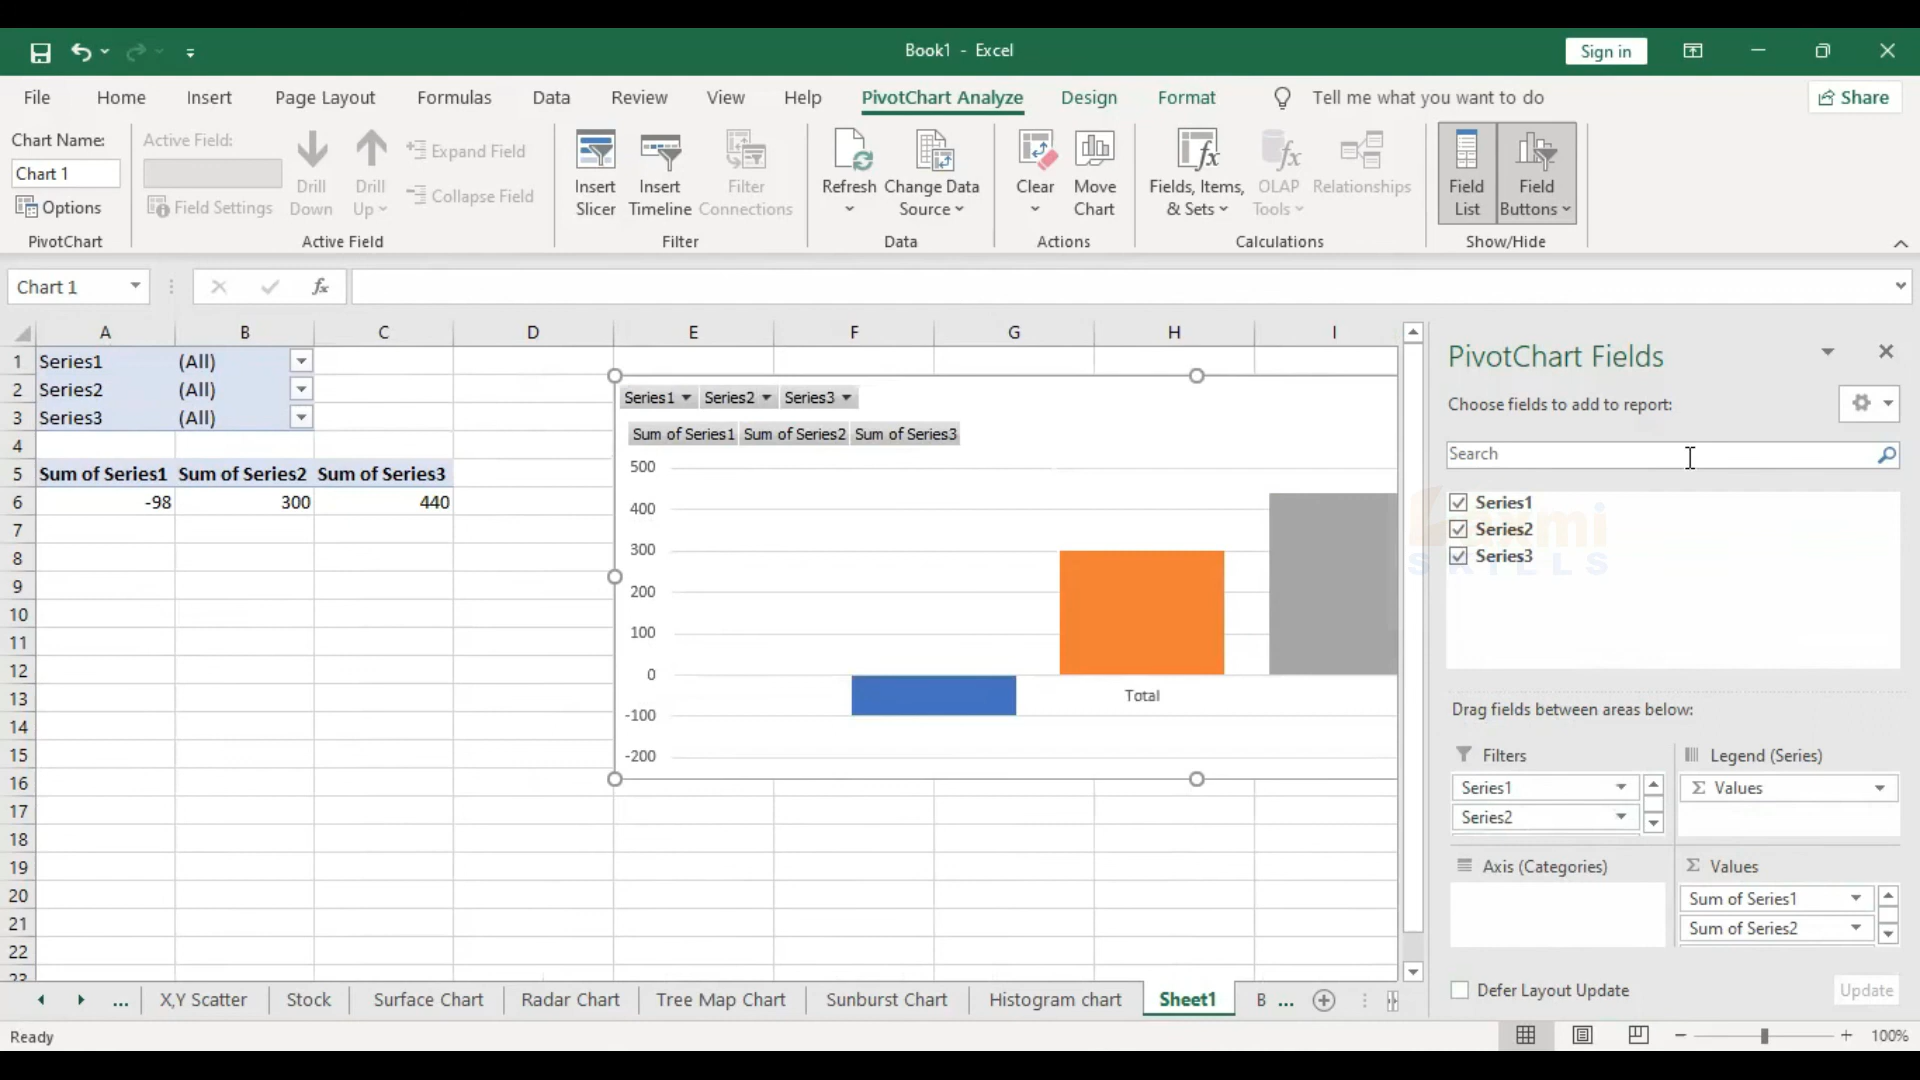 Book1 - Excel
Sign in
File Home Insert Page Layout Formulas Data Review View Help PivotChart Analyze Design Format Tell me what you want to do Share
Chart Name:
Chart 1
Options
PivotChart
Active Field:
Field Settings
Drill Down
Drill Up
Expand Field
Collapse Field
Active Field
Insert Slicer
Insert Timeline
Filter Connections
Filter
Refresh
Change Data Source
Data
Clear
Move Chart
Actions
Fields, Items, & Sets
OLAP Tools
Relationships
Calculations
Field List
Field Buttons
Show/Hide
Chart 1
fx
A B C D E F G H I
1 Series1 (All)
2 Series2 (All)
3 Series3 (All)
4
5 Sum of Series1 Sum of Series2 Sum of Series3
6 -98 300 440
7
8
9
10
11
12
13
14
15
16
17
18
19
20
21
22
23
Series1 Series2 Series3
Sum of Series1 Sum of Series2 Sum of Series3
500
400
300
200
100
0
-100
-200
Total
PivotChart Fields
Choose fields to add to report:
Search
Series1
Series2
Series3
Laxmi
SKILLS
Drag fields between areas below:
Filters
Series1
Series2
Legend (Series)
Σ Values
Axis (Categories)
Σ Values
Sum of Series1
Sum of Series2
Defer Layout Update
Update
... X,Y Scatter Stock Surface Chart Radar Chart Tree Map Chart Sunburst Chart Histogram chart Sheet1 B ...
Ready
100%